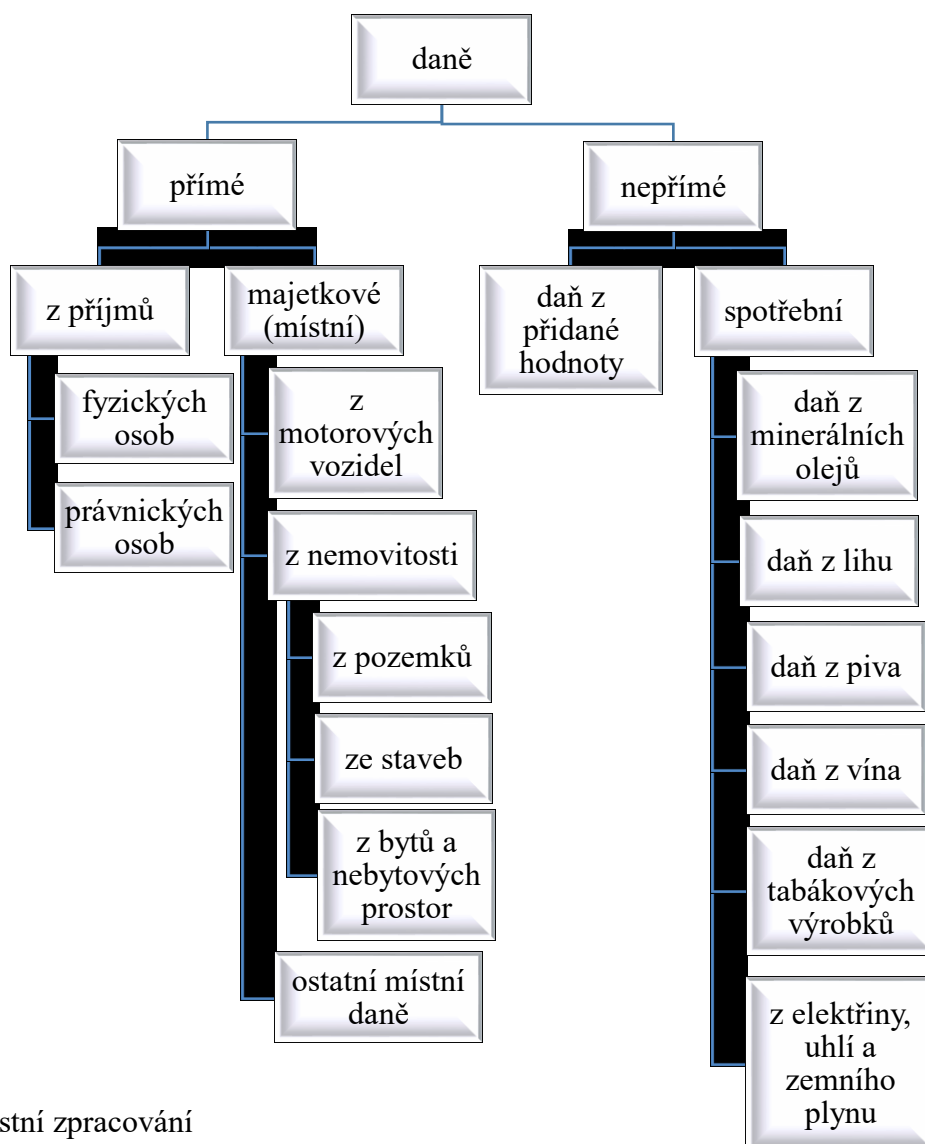 daně
přímé
nepřímé
z příjmů
majetkové
(místní)
daň z
přidané
hodnoty
spotřební
fyzických
osob
právnických
osob
z
motorových
vozidel
z nemovitosti
z pozemků
ze staveb
z bytů a
nebytových
prostor
ostatní místní
daně
daň z
minerálních
olejů
daň z lihu
daň z piva
daň z vína
daň z
tabákových
výrobků
z elektřiny,
uhlí a
zemního
plynu
stní zpracování